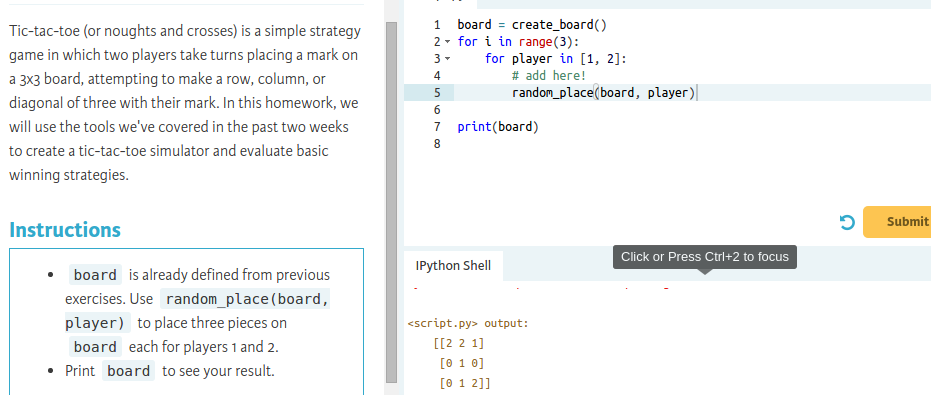 Tic-tac-toe (or noughts and crosses) is a simple strategy
game in which two players take turns placing a mark on
a 3x3 board, attempting to make a row, column, or
diagonal of three with their mark. In this homework, we
will use the tools we've covered in the past two weeks
to create a tic-tac-toe simulator and evaluate basic
winning strategies.
Instructions
• board is already defined from previous
exercises. Use random_place(board,
player) to place three pieces on
board each for players 1 and 2.
• Print board to see your result.
1 board = create_board()
2 for i in range(3):
3 for player in [1, 2]:
4 # add here!
5 random_place(board, player)
6
7 print(board)
8
Submit
Click or Press Ctrl+2 to focus
IPython Shell
<script.py> output:
[[2 2 1]
[0 1 0]
[0 1 2]]